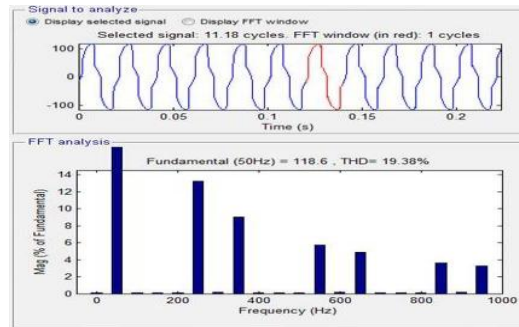 Signal to analyze
Display selected signal Display FFT window
Selected signal: 11.18 cycles. FFT window (in red): 1 cycles
100
0
-100
0 0.05 0.1 0.15 0.2
Time (s)
FFT analysis
Fundamental (50Hz) = 118.6 , THD= 19.38%
Mag (% of Fundamental)
14
12
10
8
6
4
2
0
0 200 400 600 800 1000
Frequency (Hz)